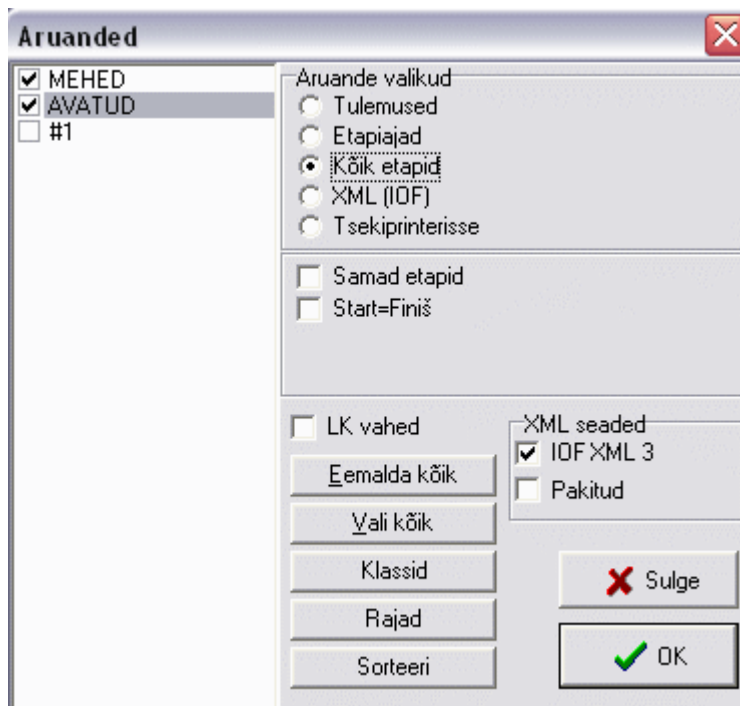 Aruanded
MEHED
AVATUD
#1
Aruande valikud
Tulemused
Etapiajad
Kõik etapid
XML (IOF)
Tsekiprinterisse
Samad etapid
Start=Finiš
LK vahed
Eemalda kõik
Vali kõik
Klassid
Rajad
Sorteeri
XML seaded
IOF XML 3
Pakitud
Sulge
OK